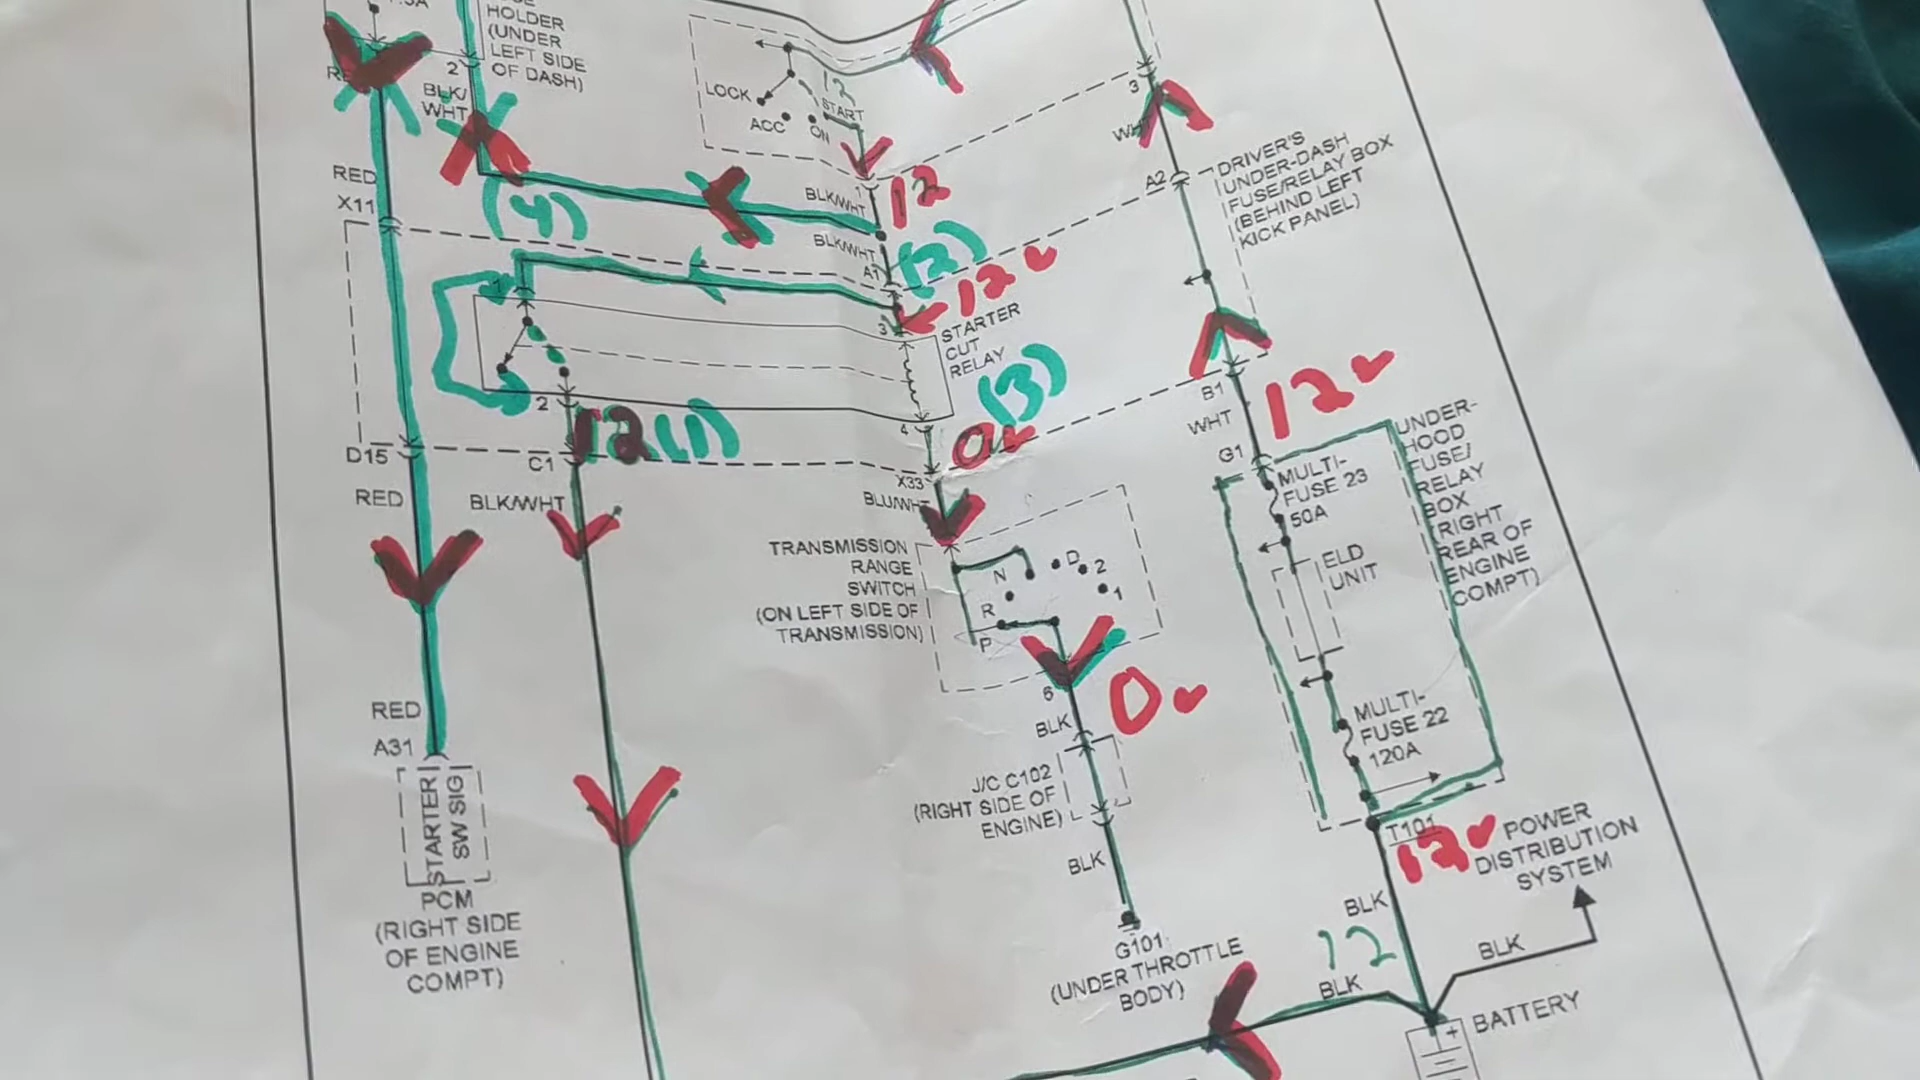 HOLDER
(UNDER
LEFT SIDE
OF DASH)
2
BLK/
WHT
RED
X11
(4)
LOCK
ACC
ON
START
12
1
12
BLK/WHT
BLK/WHT
A1
(2)
12v
3
STARTER
CUT
RELAY
1
2
12(1)
4
(3)
0v
3
A2
DRIVER'S
UNDER-DASH
FUSE/RELAY BOX
(BEHIND LEFT
KICK PANEL)
B1
12v
WHT
G1
MULTI-
FUSE 23
50A
ELD
UNIT
MULTI-
FUSE 22
120A
UNDER-
HOOD
FUSE/
RELAY
BOX
(RIGHT
REAR OF
ENGINE
COMPT)
D15
RED
C1
BLK/WHT
X33
BLU/WHT
TRANSMISSION
RANGE
SWITCH
(ON LEFT SIDE OF
TRANSMISSION)
N
D
2
1
R
P
6
0v
BLK
J/C C102
(RIGHT SIDE OF
ENGINE)
BLK
G101
(UNDER THROTTLE
BODY)
RED
A31
STARTER
SW SIG
PCM
(RIGHT SIDE
OF ENGINE
COMPT)
T101
12v
POWER
DISTRIBUTION
SYSTEM
BLK
12
BLK
BLK
BATTERY
+